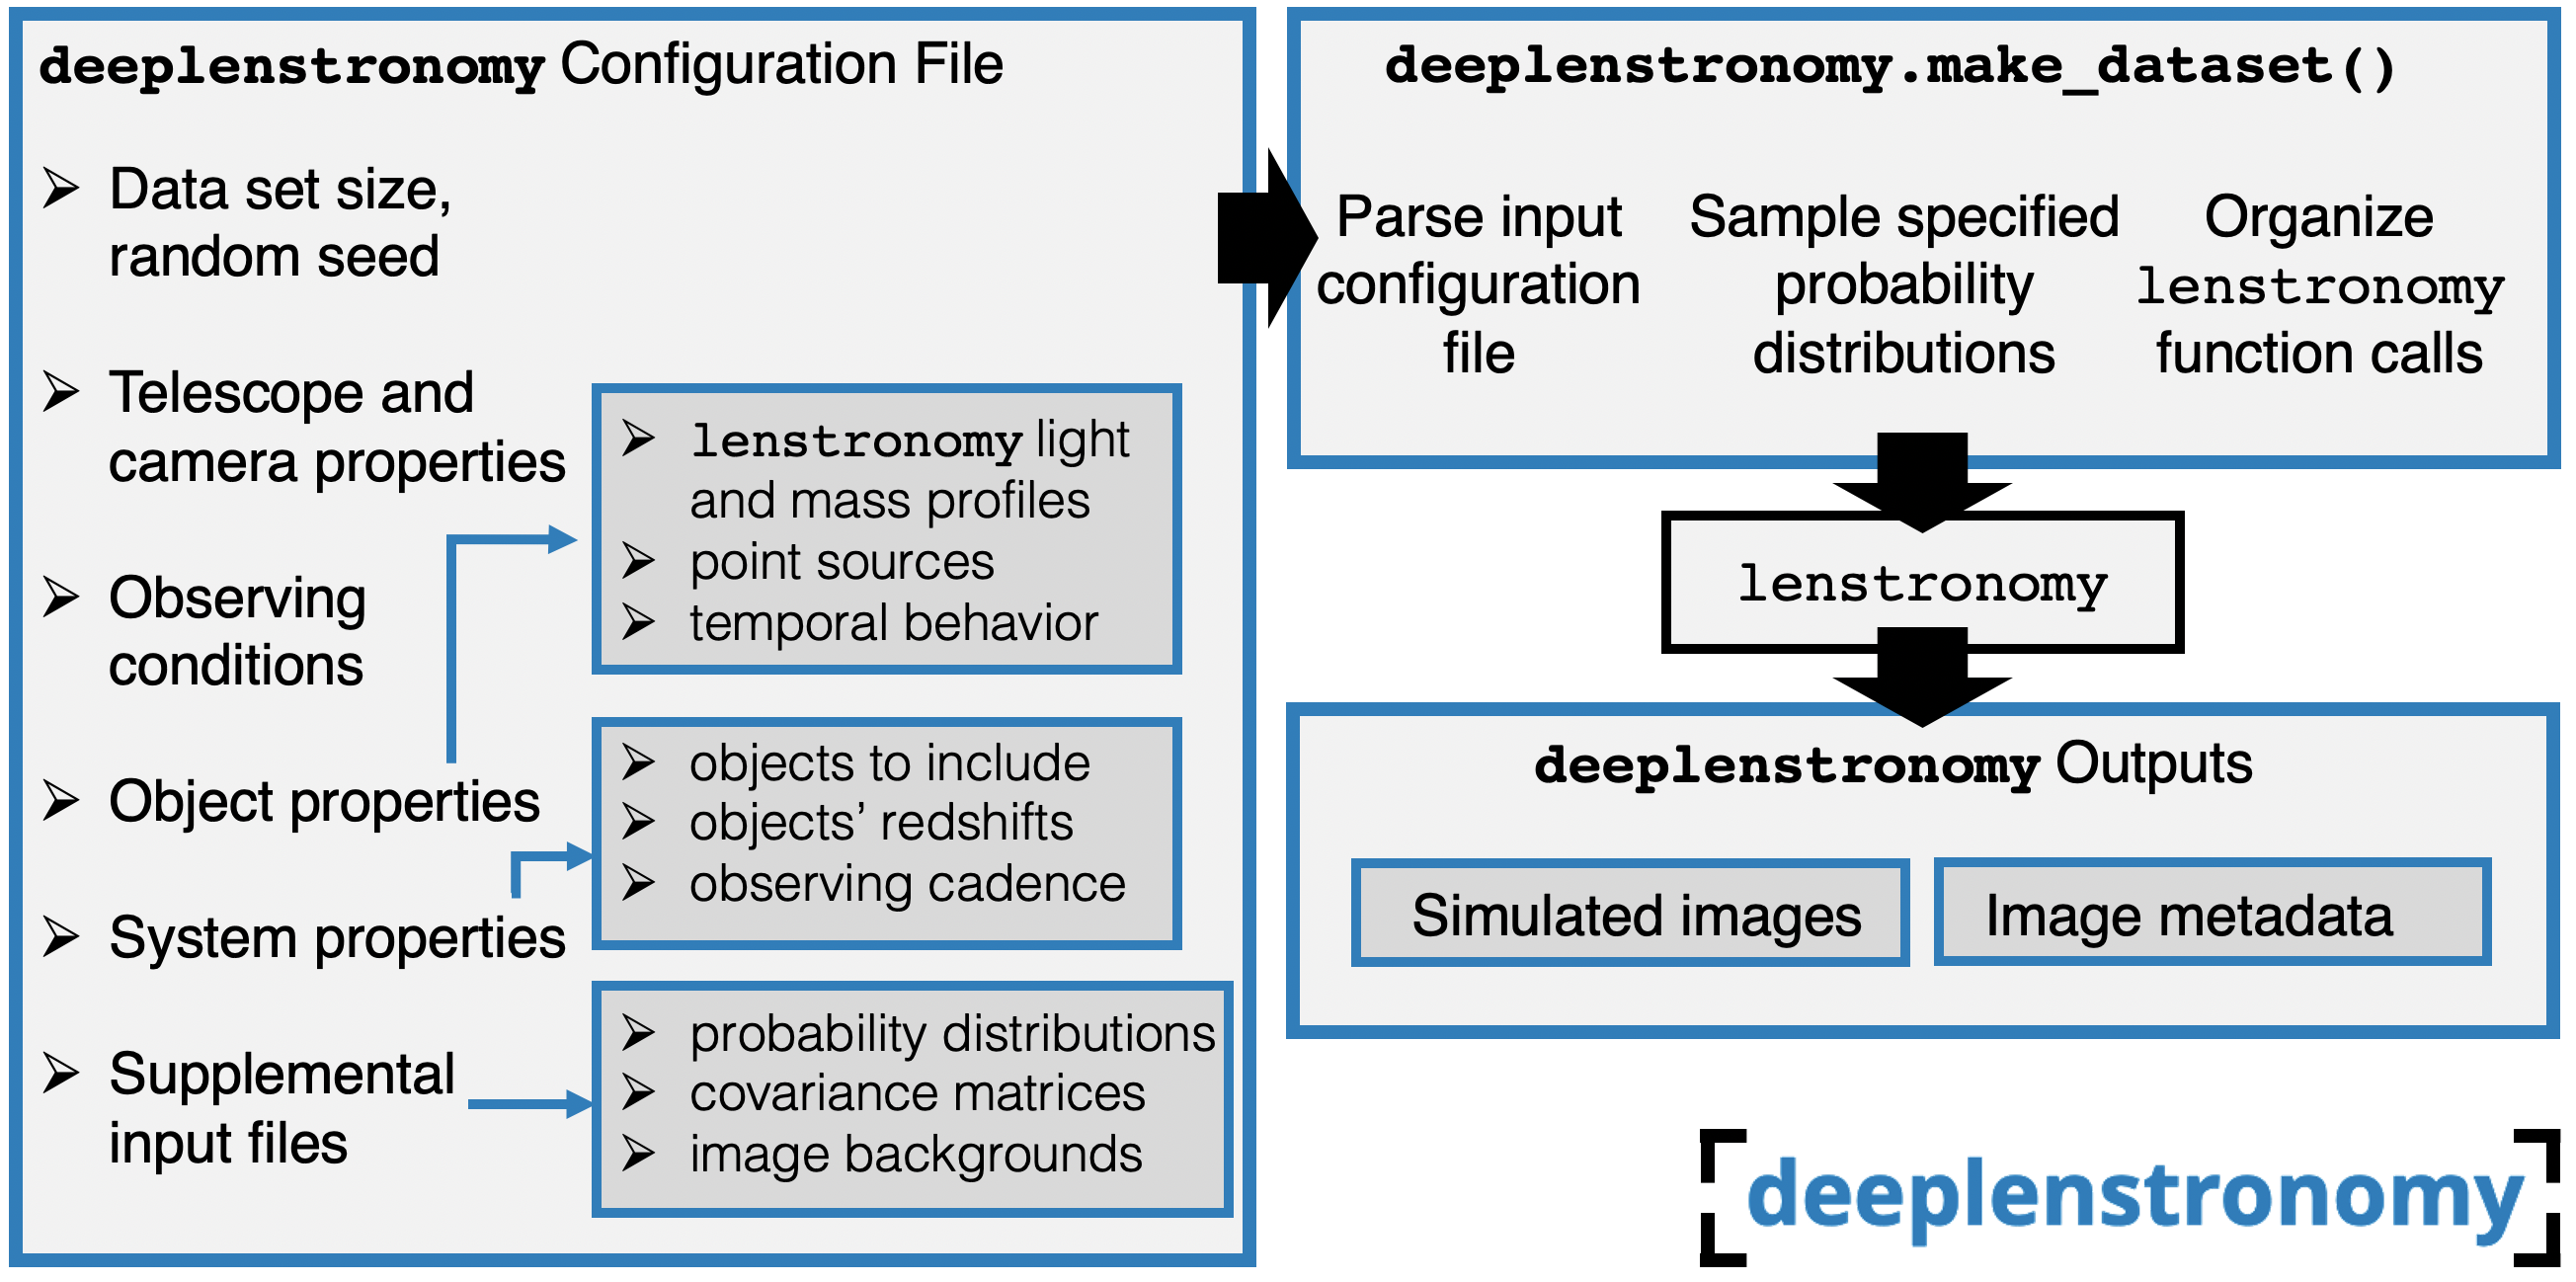 deeplenstronomy Configuration File
Data set size,
random seed
Telescope and
camera properties
Observing
conditions
Object properties
System properties
Supplemental
input files
lenstronomy light
and mass profiles
point sources
temporal behavior
objects to include
objects’ redshifts
observing cadence
probability distributions
covariance matrices
image backgrounds
deeplenstronomy.make_dataset()
Parse input
configuration
file
Sample specified
probability
distributions
Organize
lenstronomy
function calls
lenstronomy
deeplenstronomy Outputs
Simulated images
Image metadata
deeplenstronomy